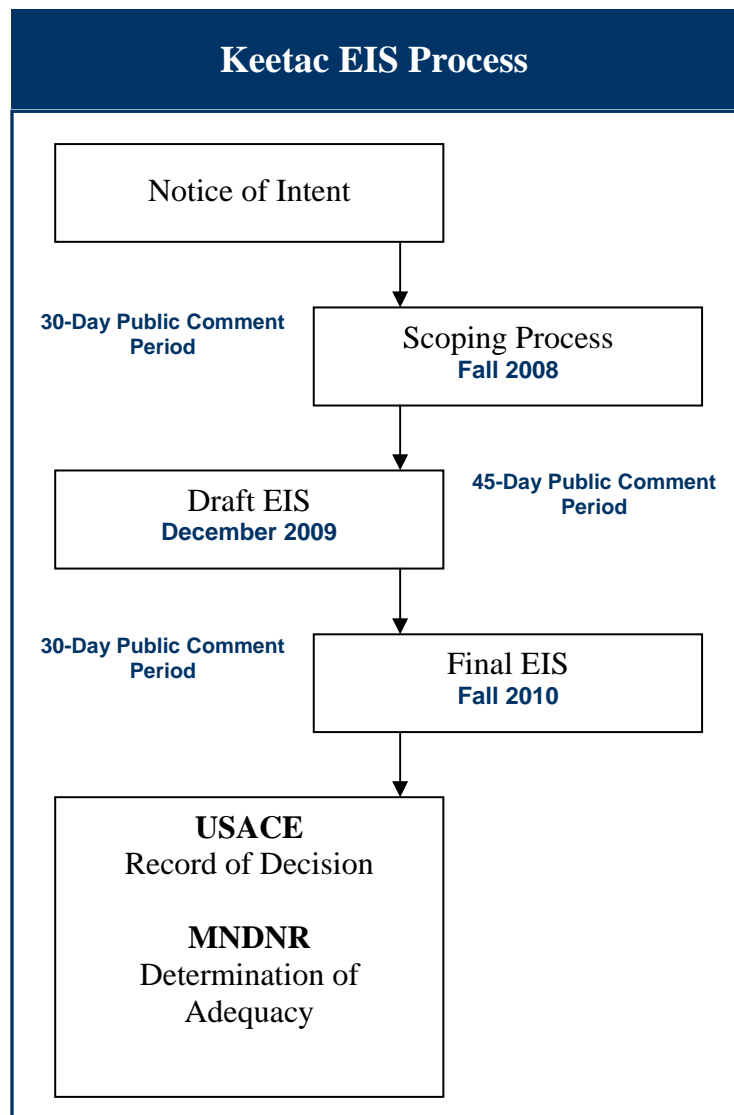 Keetac EIS Process
Notice of Intent
30-Day Public Comment
Period
Scoping Process
Fall 2008
Draft EIS
December 2009
45-Day Public Comment
Period
30-Day Public Comment
Period
Final EIS
Fall 2010
USACE
Record of Decision
MNDNR
Determination of
Adequacy